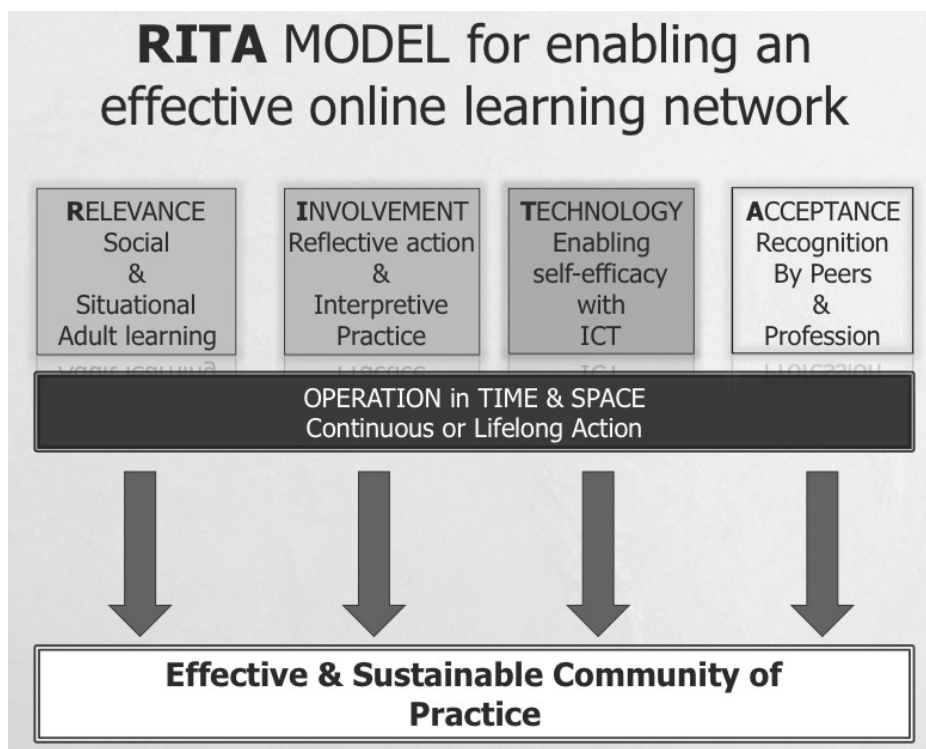 RITA MODEL for enabling an
effective online learning network
RELEVANCE
Social
&
Situational
Adult learning
INVOLVEMENT
Reflective action
&
Interpretive
Practice
TECHNOLOGY
Enabling
self-efficacy
with
ICT
ACCEPTANCE
Recognition
By Peers
&
Profession
OPERATION in TIME & SPACE
Continuous or Lifelong Action
Effective & Sustainable Community of
Practice